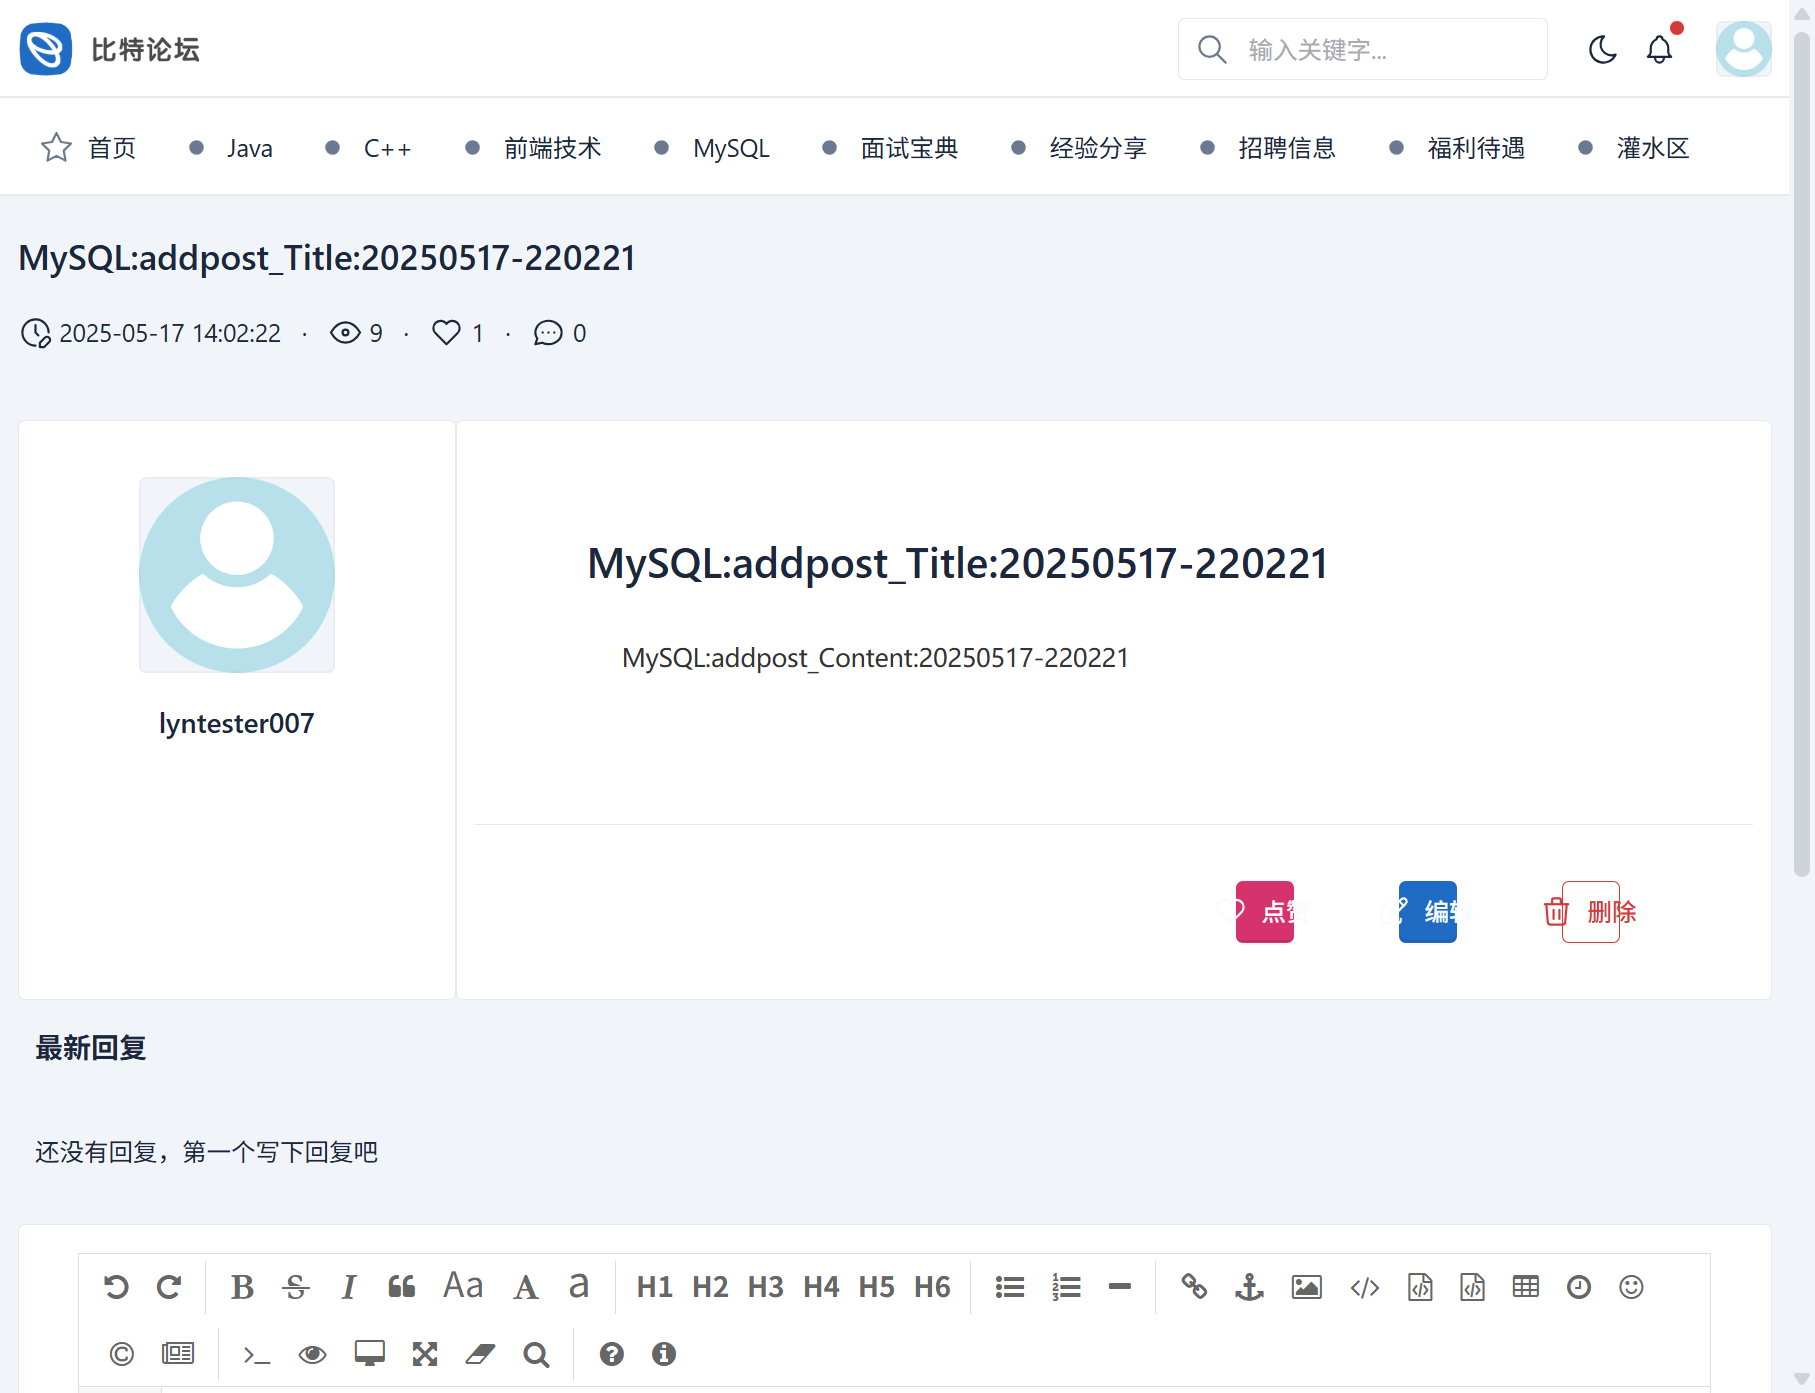 比特论坛
输入关键字...
首页 Java C++ 前端技术 MySQL 面试宝典 经验分享 招聘信息 福利待遇 灌水区
MySQL:addpost_Title:20250517-220221
2025-05-17 14:02:22 · 9 · 1 · 0
MySQL:addpost_Title:20250517-220221
MySQL:addpost_Content:20250517-220221
lyntester007
点赞 编辑 删除
最新回复
还没有回复，第一个写下回复吧
B S I Aa A a H1 H2 H3 H4 H5 H6